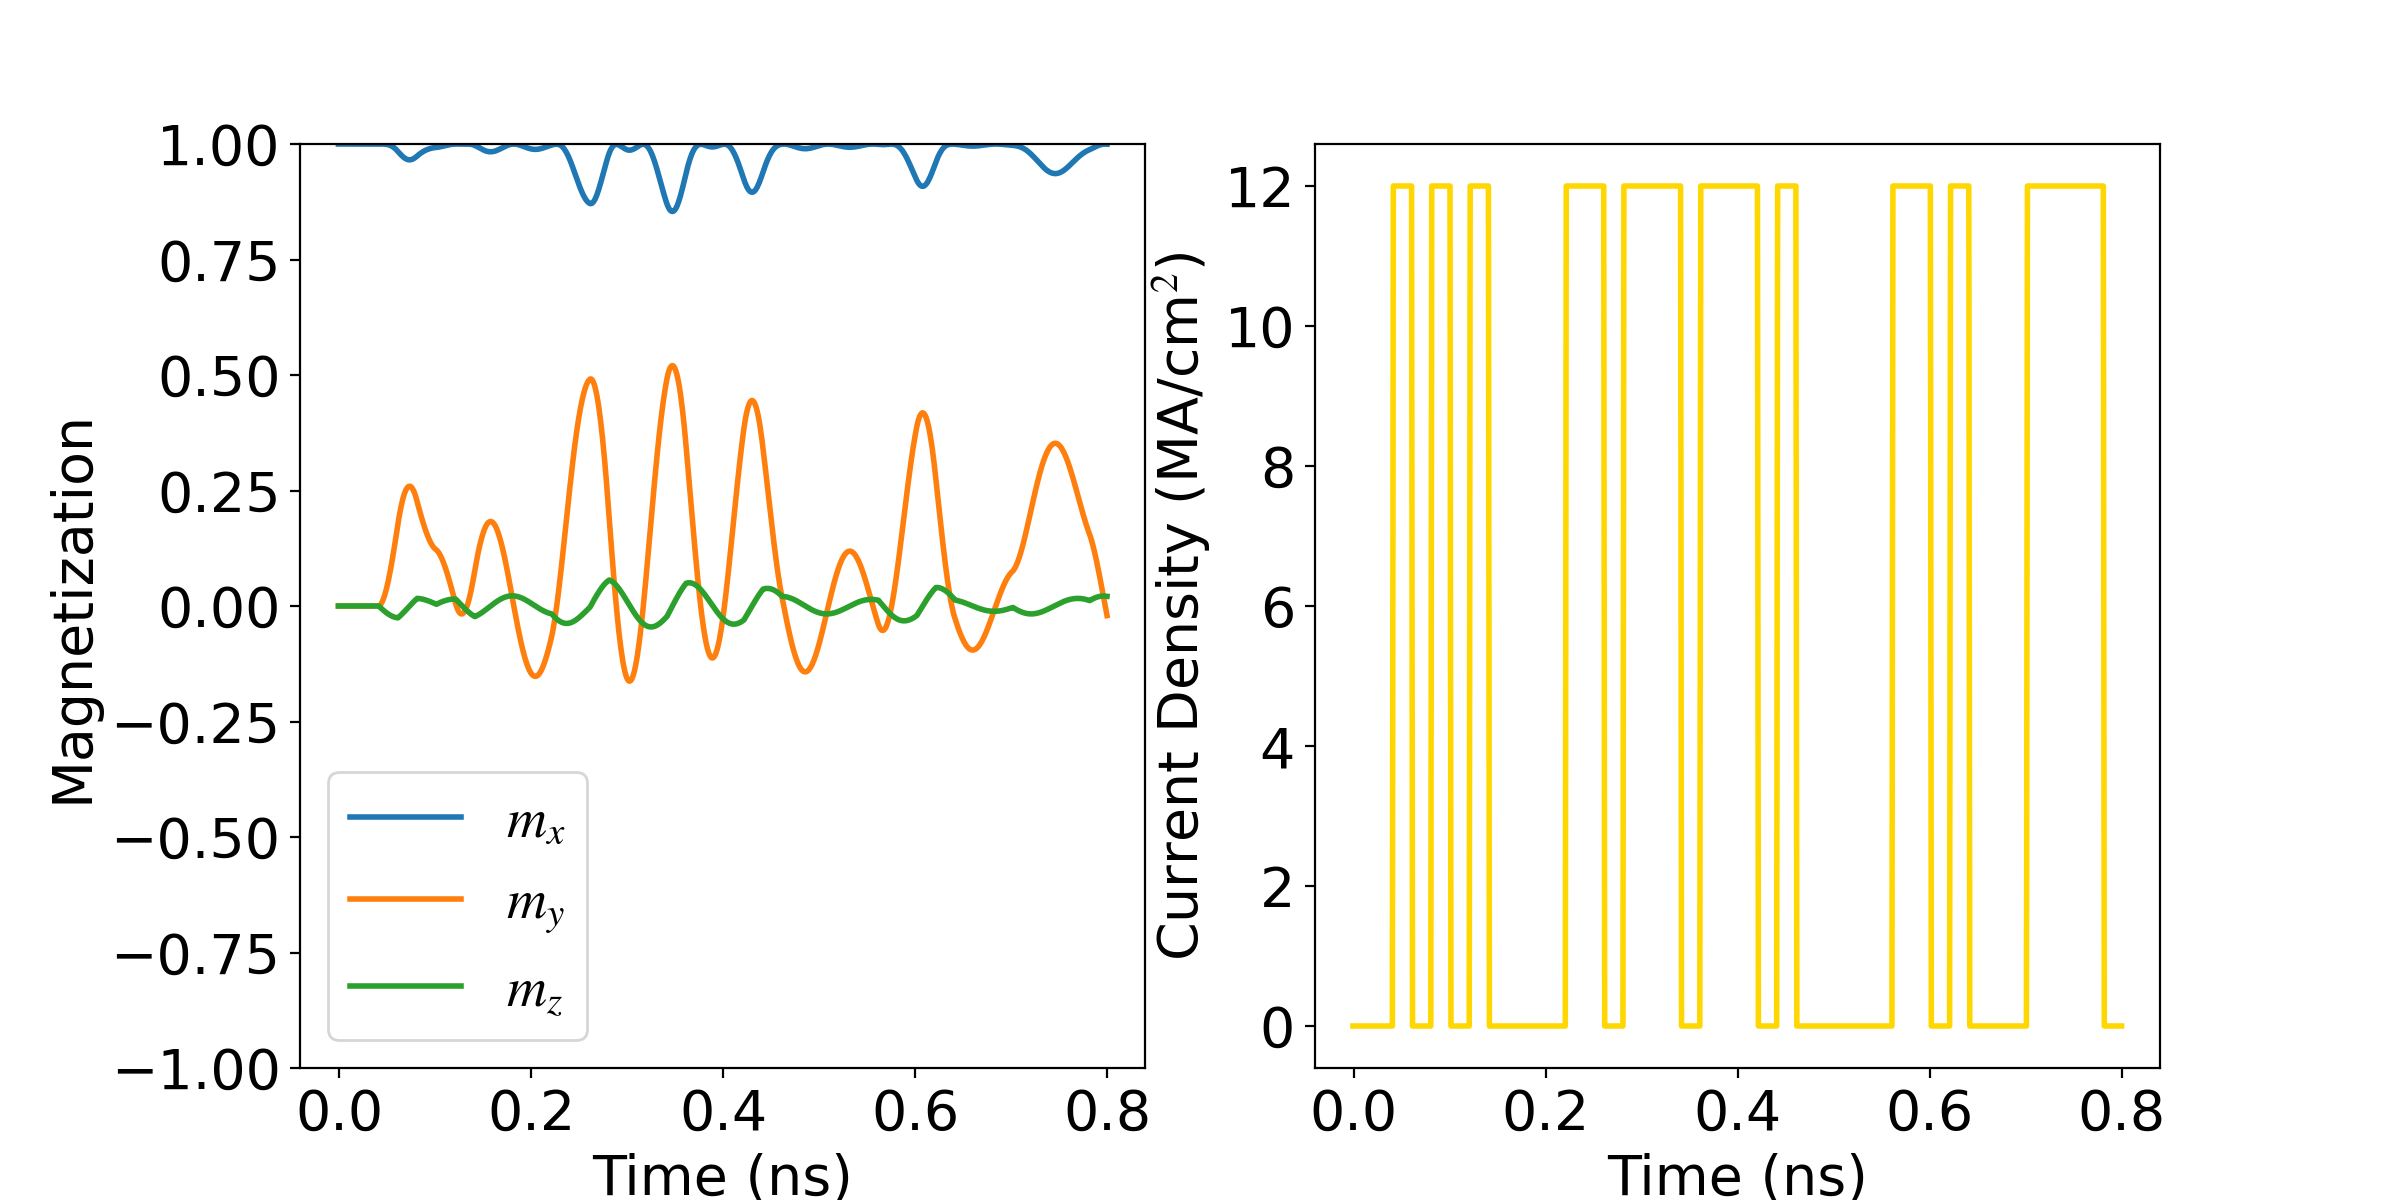 Magnetization
1.00
0.75
0.50
0.25
0.00
−0.25
−0.50
−0.75
−1.00
m_x
m_y
m_z
0.0 0.2 0.4 0.6 0.8
Time (ns)
Current Density (MA/cm²)
12
10
8
6
4
2
0
0.0 0.2 0.4 0.6 0.8
Time (ns)